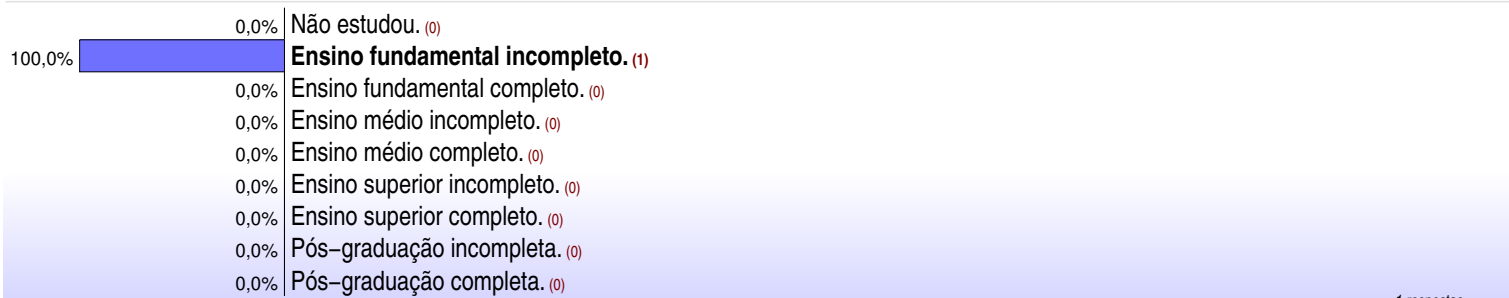 0,0% Não estudou. (0)
100,0% Ensino fundamental incompleto. (1)
0,0% Ensino fundamental completo. (0)
0,0% Ensino médio incompleto. (0)
0,0% Ensino médio completo. (0)
0,0% Ensino superior incompleto. (0)
0,0% Ensino superior completo. (0)
0,0% Pós−graduação incompleta. (0)
0,0% Pós−graduação completa. (0)